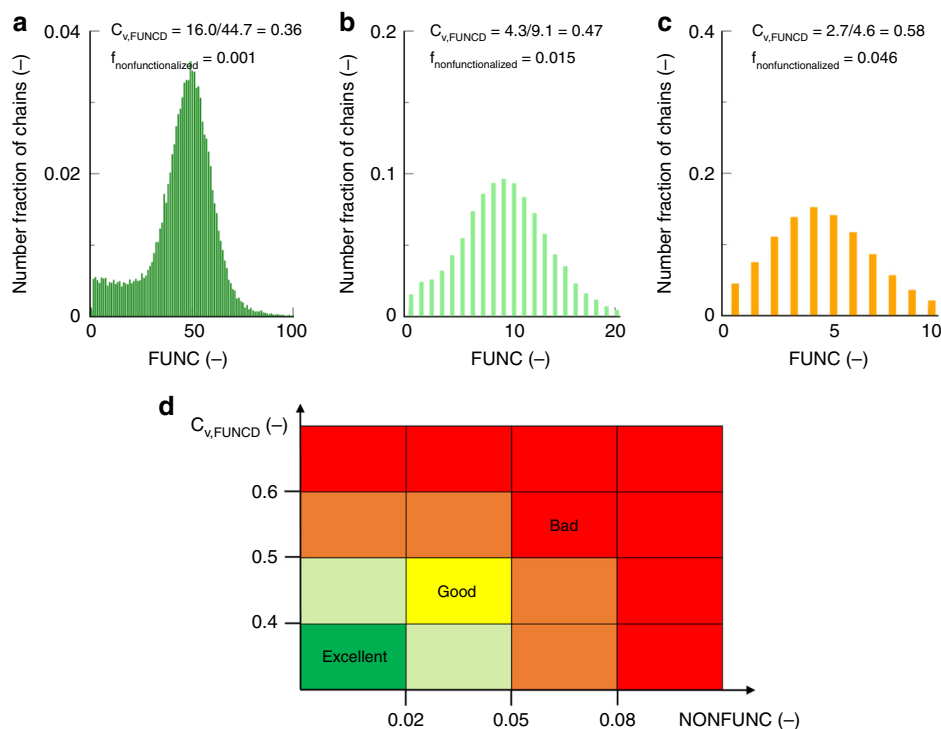 a
C_v,FUNCD = 16.0/44.7 = 0.36
f_nonfunctionalized = 0.001
Number fraction of chains (–)
0.04
0.02
0
0
50
100
FUNC (–)
b
C_v,FUNCD = 4.3/9.1 = 0.47
f_nonfunctionalized = 0.015
Number fraction of chains (–)
0.2
0.1
0
0
10
20
FUNC (–)
c
C_v,FUNCD = 2.7/4.6 = 0.58
f_nonfunctionalized = 0.046
Number fraction of chains (–)
0.4
0.2
0
0
5
10
FUNC (–)
d
C_v,FUNCD (–)
0.6
0.5
0.4
Bad
Good
Excellent
0.02
0.05
0.08
NONFUNC (–)